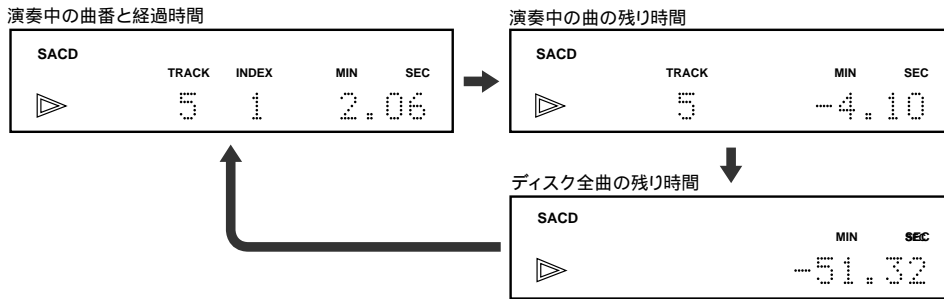 演奏中の曲番と経過時間
SACD
TRACK INDEX MIN SEC
5 1 2.06
演奏中の曲の残り時間
SACD
TRACK MIN SEC
5 -4.10
ディスク全曲の残り時間
SACD
MIN SEC
-51.32